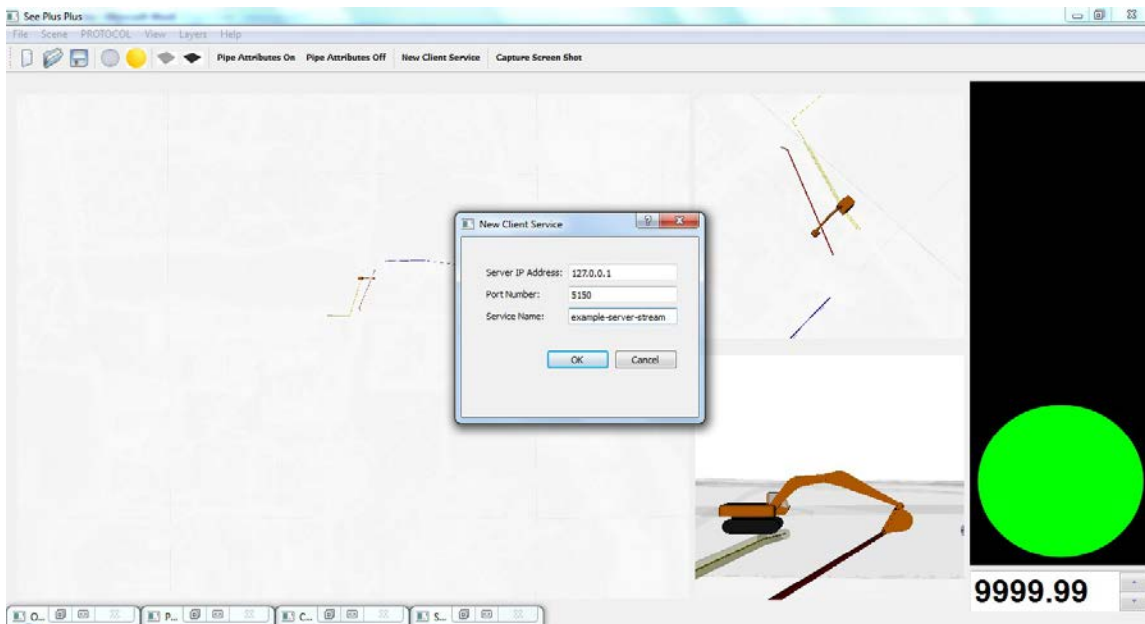 See Plus Plus
File Scene PROTOCOL View Layers Help
Pipe Attributes On Pipe Attributes Off New Client Service Capture Screen Shot
New Client Service
Server IP Address: 127.0.0.1
Port Number: 5150
Service Name: example-server-stream
OK Cancel
9999.99
O... P... C... S...